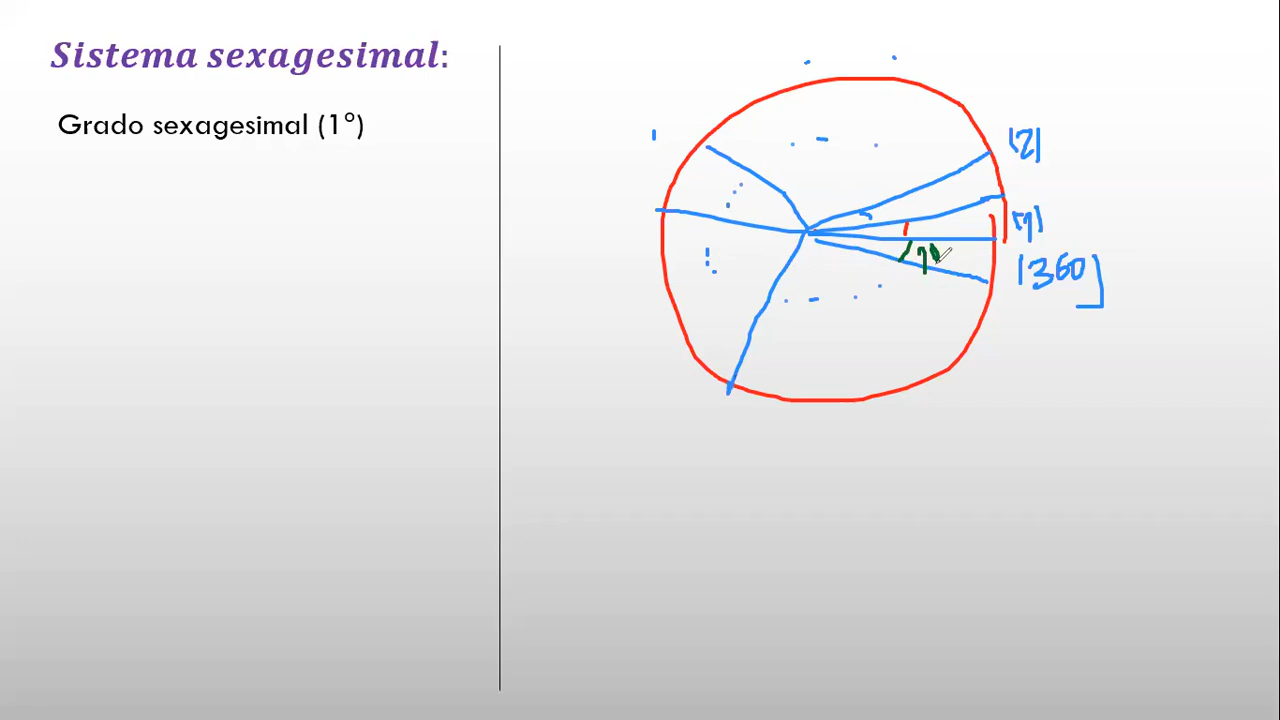 Sistema sexagesimal:
Grado sexagesimal (1°)
|2|
|1|
1°
|360]